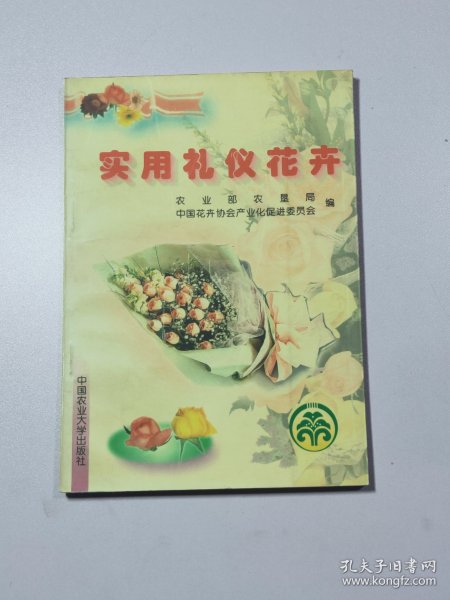 实用礼仪花卉
农业部农垦局
中国花卉协会产业化促进委员会
编
中国农业大学出版社
孔夫子旧书网
www.kongfz.com